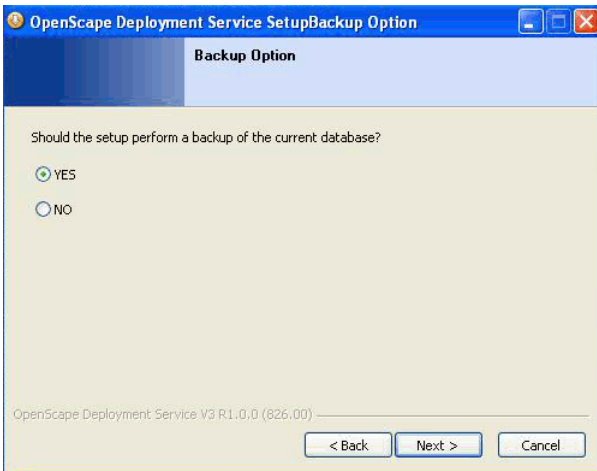 OpenScape Deployment Service SetupBackup Option
Backup Option
Should the setup perform a backup of the current database?
YES
NO
OpenScape Deployment Service V3 R1.0.0 (826.00)
< Back Next > Cancel